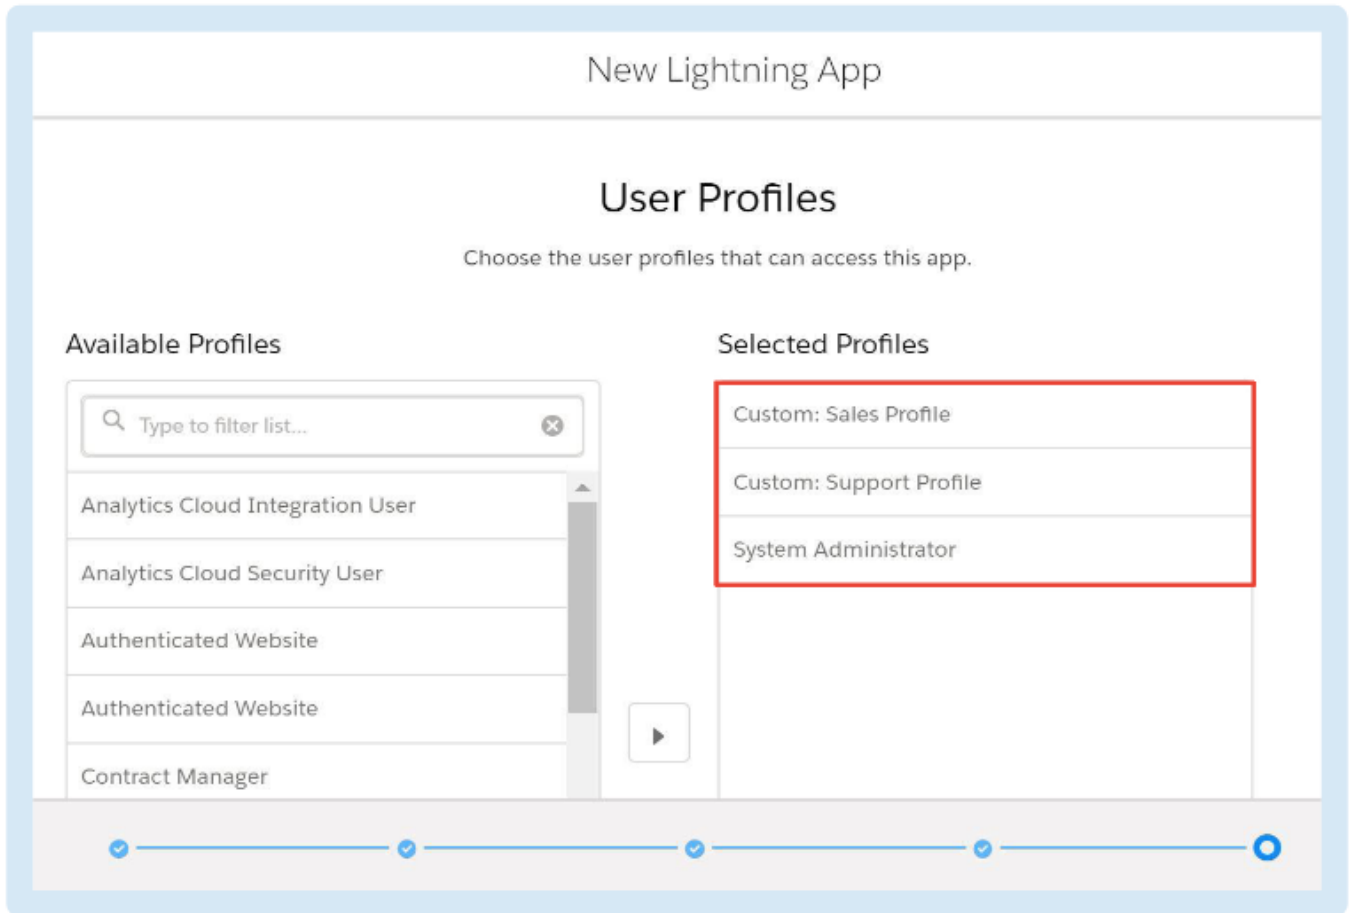 New Lightning App
User Profiles
Choose the user profiles that can access this app.
Available Profiles
Type to filter list...
Analytics Cloud Integration User
Analytics Cloud Security User
Authenticated Website
Authenticated Website
Contract Manager
Selected Profiles
Custom: Sales Profile
Custom: Support Profile
System Administrator